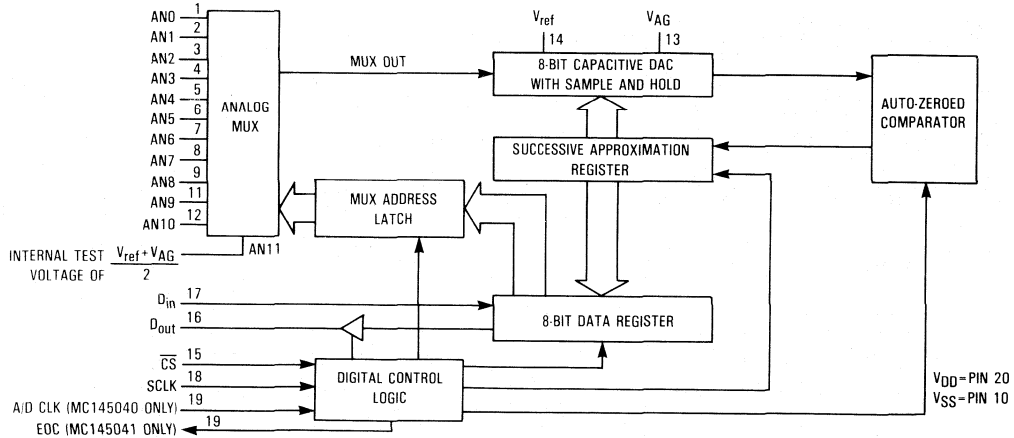 AN0 1
AN1 2
AN2 3
AN3 4
AN4 5
AN5 6
AN6 7
AN7 8
AN8 9
AN9 11
AN10 12
ANALOG
MUX
AN11
INTERNAL TEST
VOLTAGE OF
Vref + VAG
2
MUX OUT
Vref
14
VAG
13
8-BIT CAPACITIVE DAC
WITH SAMPLE AND HOLD
AUTO-ZEROED
COMPARATOR
SUCCESSIVE APPROXIMATION
REGISTER
MUX ADDRESS
LATCH
Din 17
Dout 16
8-BIT DATA REGISTER
CS 15
SCLK 18
A/D CLK (MC145040 ONLY) 19
EOC (MC145041 ONLY) 19
DIGITAL CONTROL
LOGIC
VDD = PIN 20
VSS = PIN 10